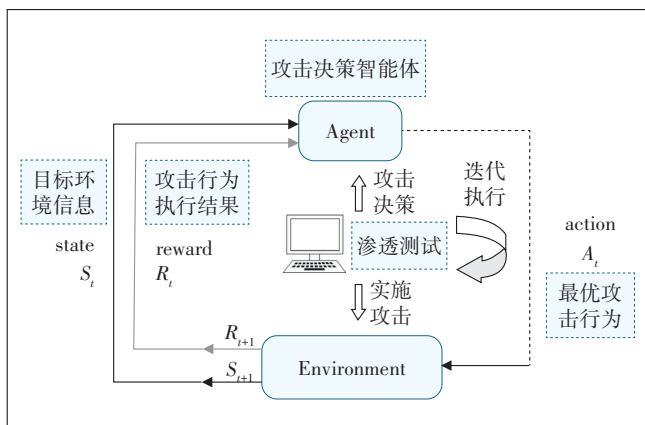 攻击决策智能体
Agent
目标环
境信息
攻击行为
执行结果
攻击
决策
迭代
执行
state
S_t
reward
R_t
渗透测试
action
A_t
实施
攻击
最优攻
击行为
R_{t+1}
S_{t+1}
Environment